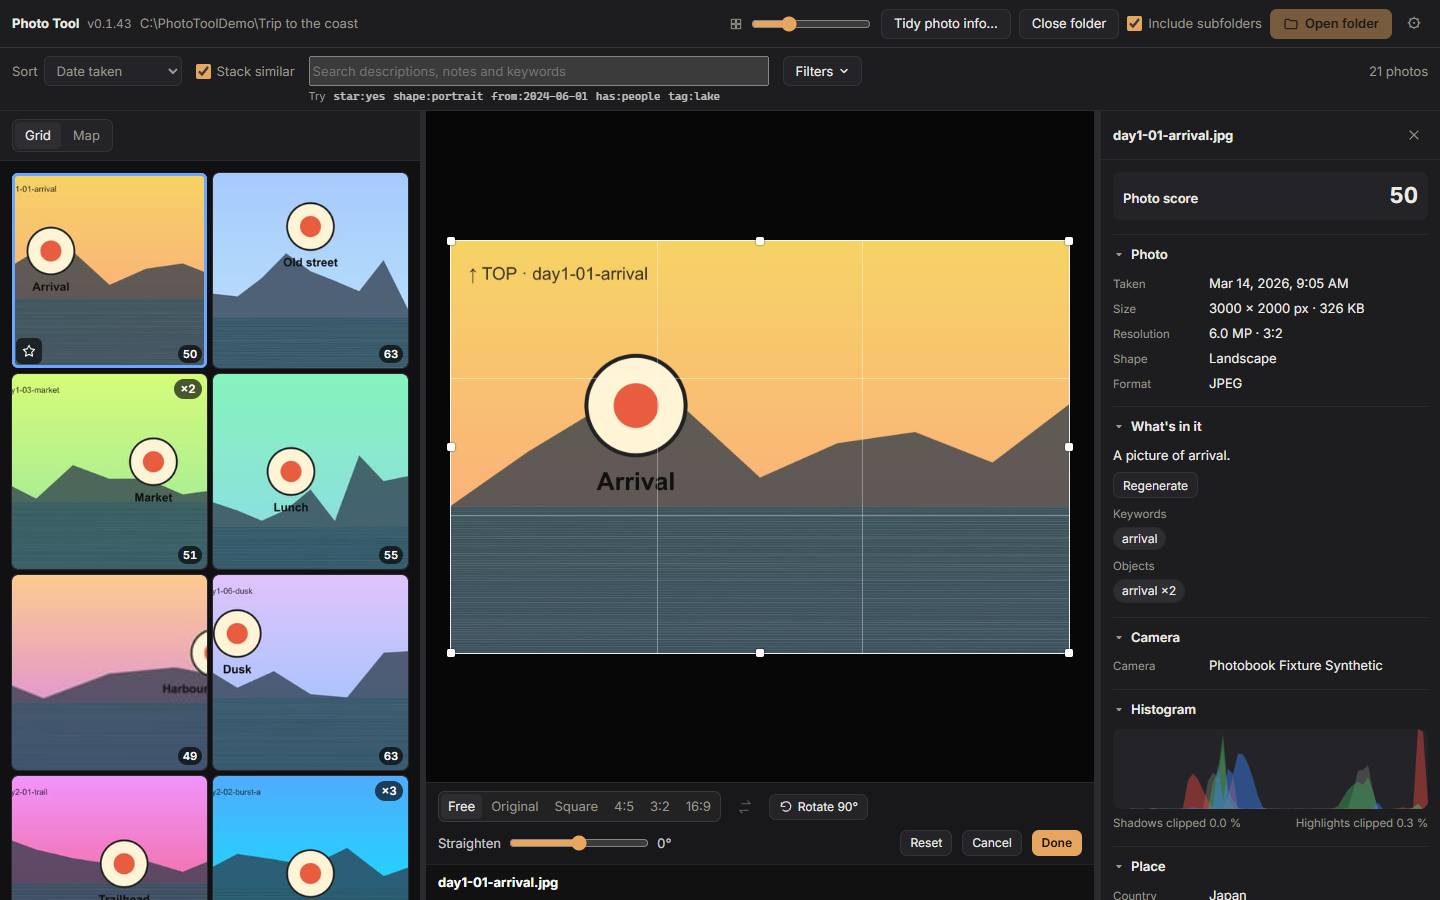 Photo Tool v0.1.43 C:\PhotoToolDemo\Trip to the coast
Tidy photo info... Close folder Include subfolders Open folder
Sort Date taken Stack similar Search descriptions, notes and keywords Filters 21 photos
Try star:yes shape:portrait from:2024-06-01 has:people tag:lake
Grid Map
1-01-arrival
Arrival
50
Old street
63
y1-03-market
×2
Market
51
Lunch
55
Harbour
49
y1-06-dusk
Dusk
63
y2-01-trail
Trailhead
y2-02-burst-a
×3
↑ TOP · day1-01-arrival
Arrival
Free Original Square 4:5 3:2 16:9 Rotate 90°
Straighten 0° Reset Cancel Done
day1-01-arrival.jpg
day1-01-arrival.jpg
Photo score 50
Photo
Taken Mar 14, 2026, 9:05 AM
Size 3000 × 2000 px · 326 KB
Resolution 6.0 MP · 3:2
Shape Landscape
Format JPEG
What's in it
A picture of arrival.
Regenerate
Keywords
arrival
Objects
arrival ×2
Camera
Camera Photobook Fixture Synthetic
Histogram
Shadows clipped 0.0 % Highlights clipped 0.3 %
Place
Country Japan